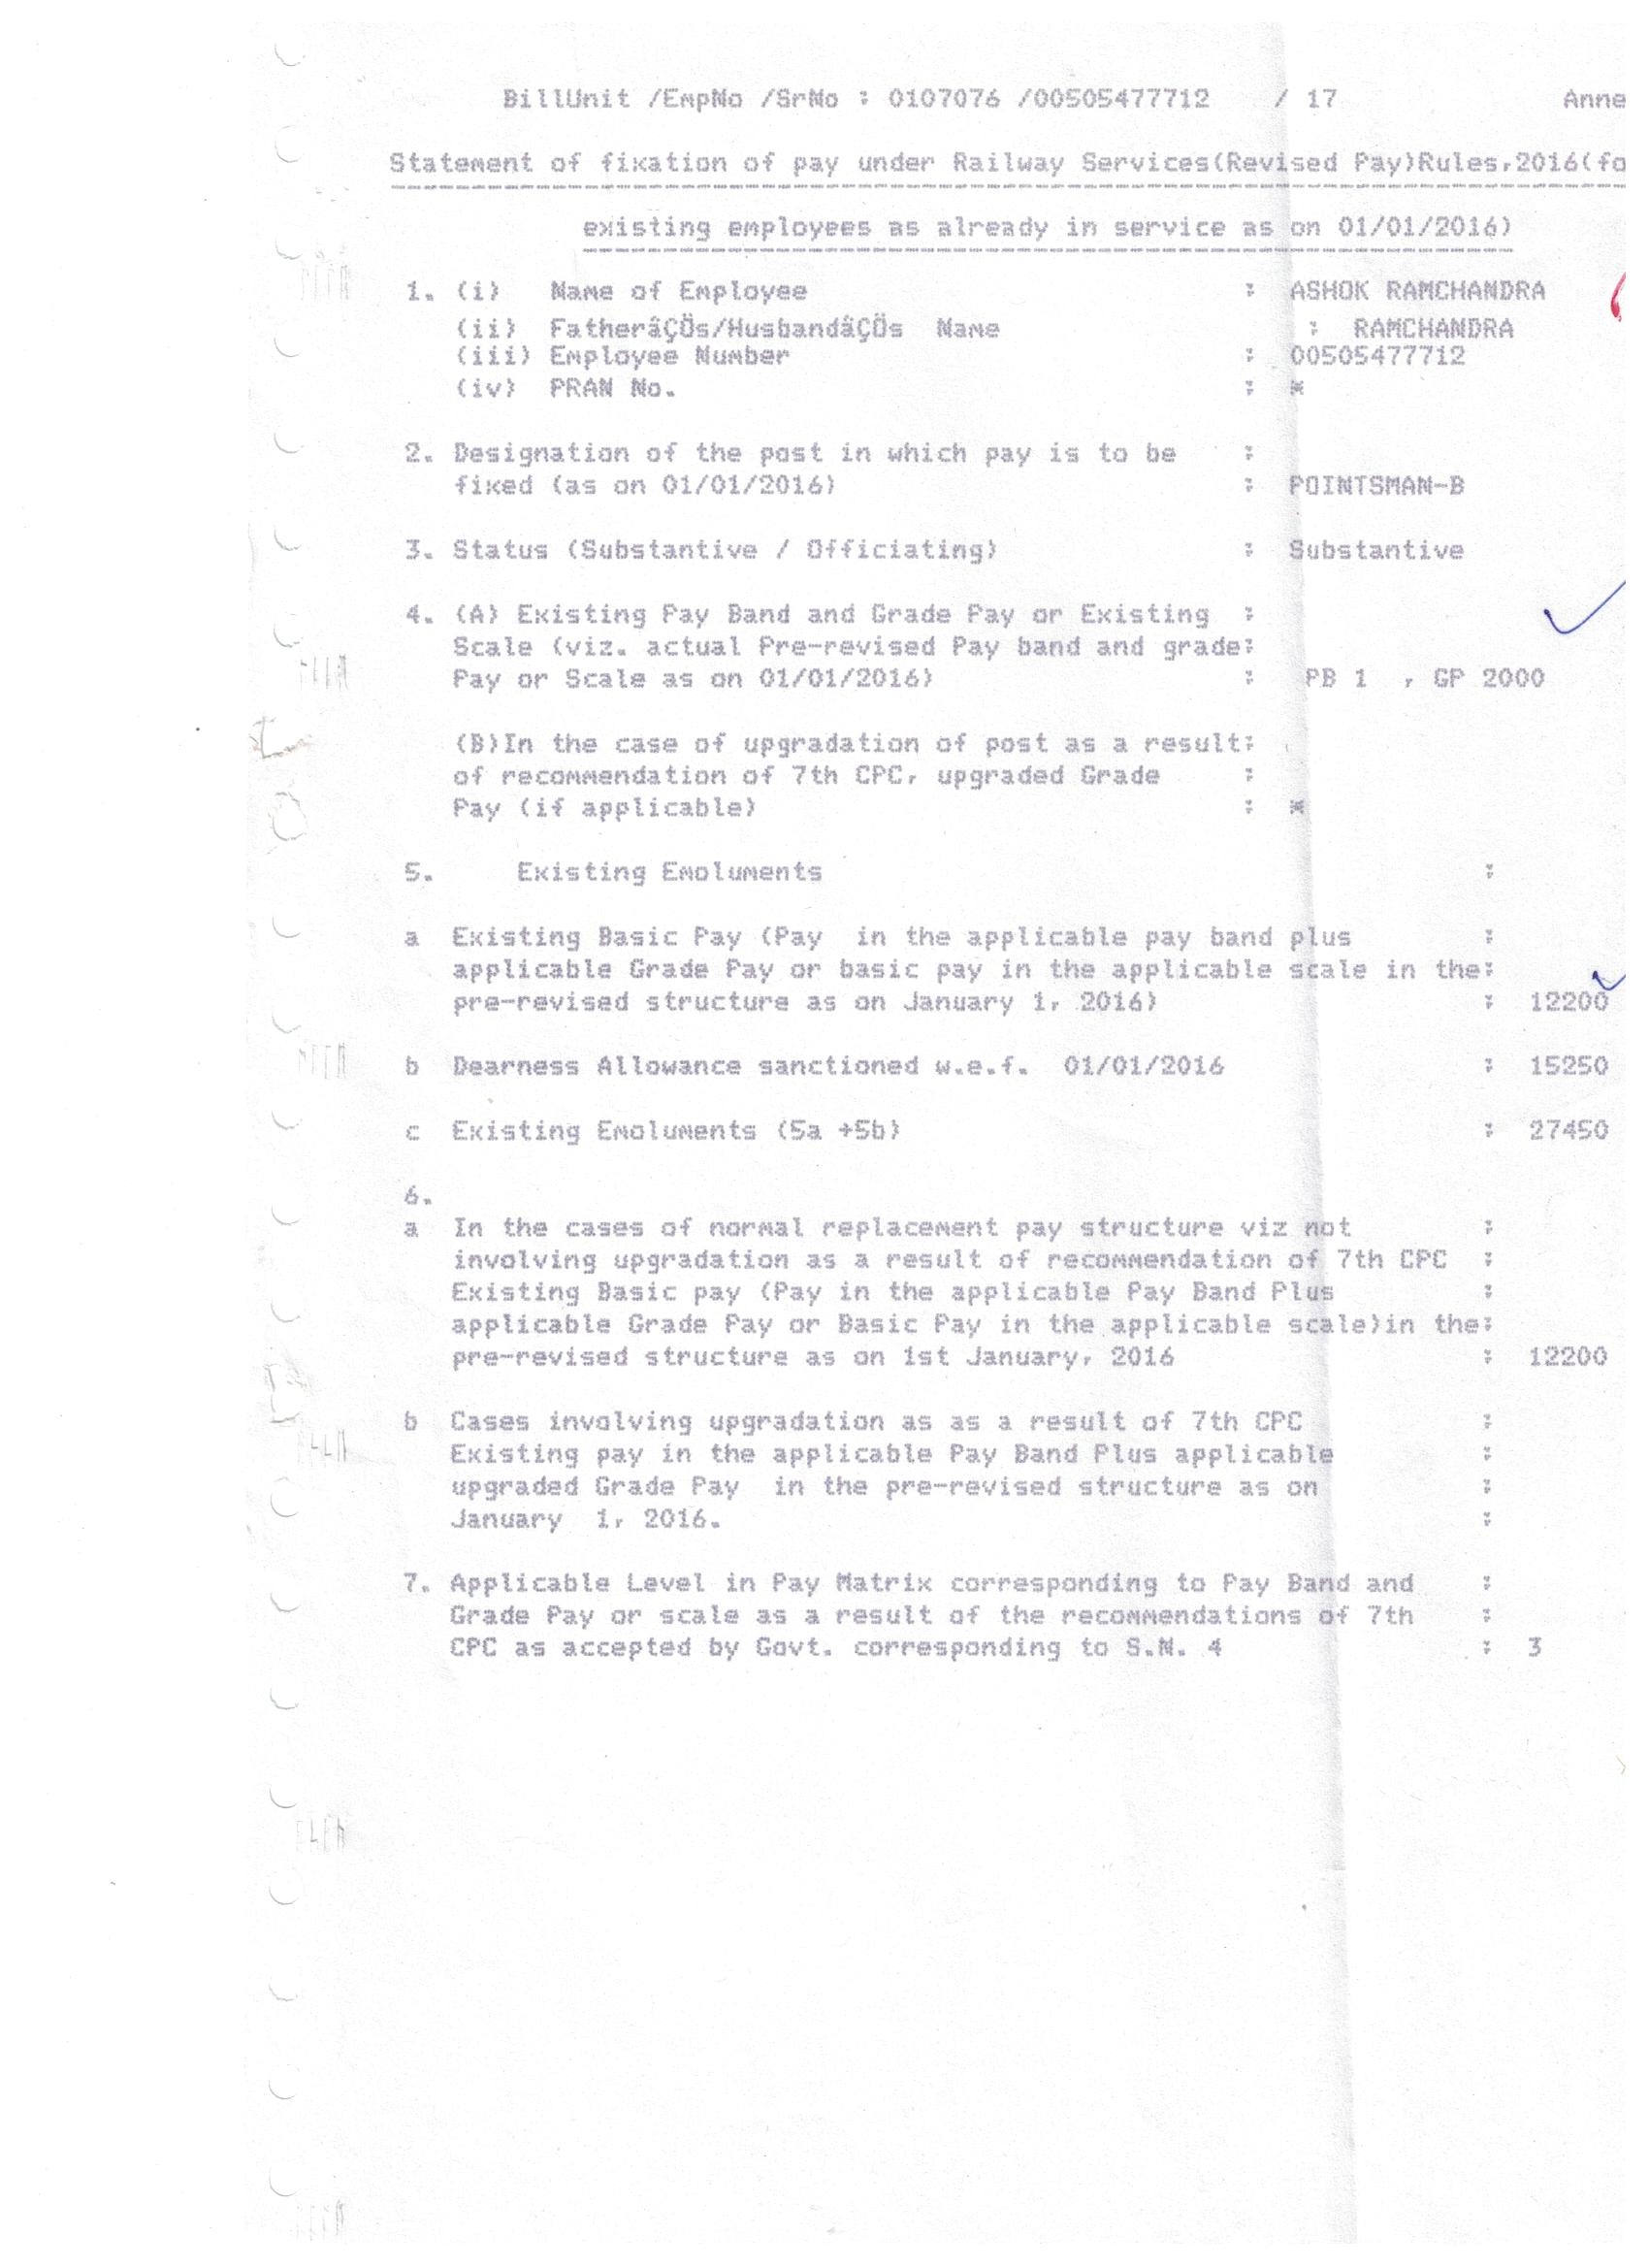 BillUnit /EmpNo /SrNo : 0107076 /00505477712 / 17 Anne
Statement of fixation of pay under Railway Services(Revised Pay)Rules,2016(fo
existing employees as already in service as on 01/01/2016)
1. (i) Name of Employee : ASHOK RAMCHANDRA
(ii) FatherâÇÖs/HusbandâÇÖs Name : RAMCHANDRA
(iii) Employee Number : 00505477712
(iv) PRAN No. : *
2. Designation of the post in which pay is to be :
fixed (as on 01/01/2016) : POINTSMAN-B
3. Status (Substantive / Officiating) : Substantive
4. (A) Existing Pay Band and Grade Pay or Existing :
Scale (viz. actual Pre-revised Pay band and grade:
Pay or Scale as on 01/01/2016) : PB 1 , GP 2000
(B)In the case of upgradation of post as a result:
of recommendation of 7th CPC, upgraded Grade :
Pay (if applicable) : *
5. Existing Emoluments :
a Existing Basic Pay (Pay in the applicable pay band plus :
applicable Grade Pay or basic pay in the applicable scale in the:
pre-revised structure as on January 1, 2016) : 12200
b Dearness Allowance sanctioned w.e.f. 01/01/2016 : 15250
c Existing Emoluments (5a +5b) : 27450
6.
a In the cases of normal replacement pay structure viz not :
involving upgradation as a result of recommendation of 7th CPC :
Existing Basic pay (Pay in the applicable Pay Band Plus :
applicable Grade Pay or Basic Pay in the applicable scale)in the:
pre-revised structure as on 1st January, 2016 : 12200
b Cases involving upgradation as as a result of 7th CPC :
Existing pay in the applicable Pay Band Plus applicable :
upgraded Grade Pay in the pre-revised structure as on :
January 1, 2016. :
7. Applicable Level in Pay Matrix corresponding to Pay Band and :
Grade Pay or scale as a result of the recommendations of 7th :
CPC as accepted by Govt. corresponding to S.N. 4 : 3